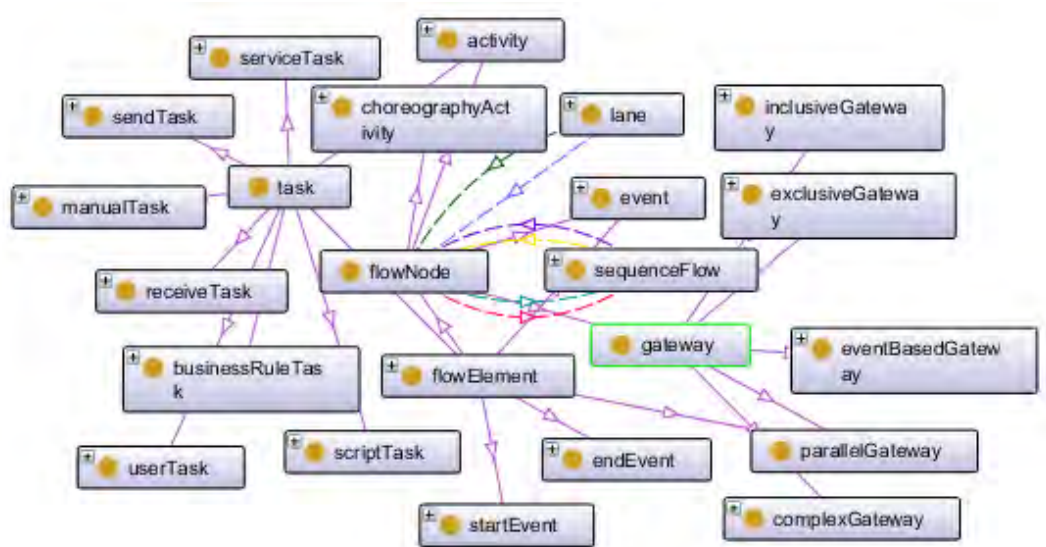 activity
serviceTask
choreographyAct
ivity
lane
inclusiveGatewa
y
sendTask
task
event
exclusiveGatewa
y
manualTask
flowNode
sequenceFlow
receiveTask
gateway
eventBasedGatew
ay
businessRuleTas
k
flowElement
userTask
scriptTask
endEvent
parallelGateway
startEvent
complexGateway